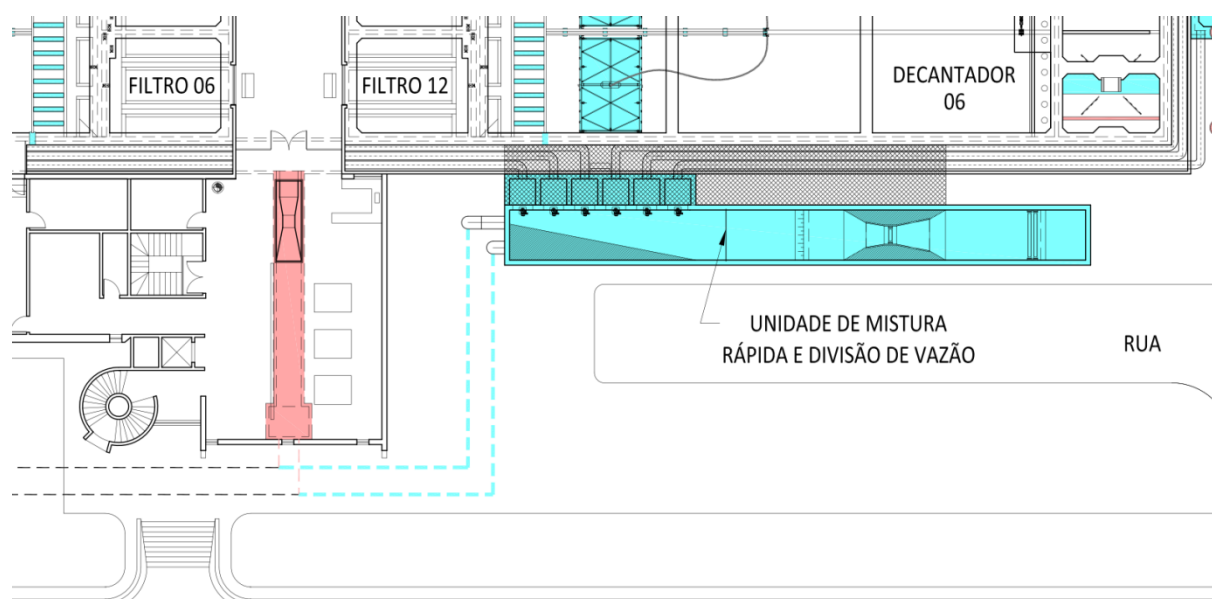 FILTRO 06
FILTRO 12
DECANTADOR
06
UNIDADE DE MISTURA
RÁPIDA E DIVISÃO DE VAZÃO
RUA